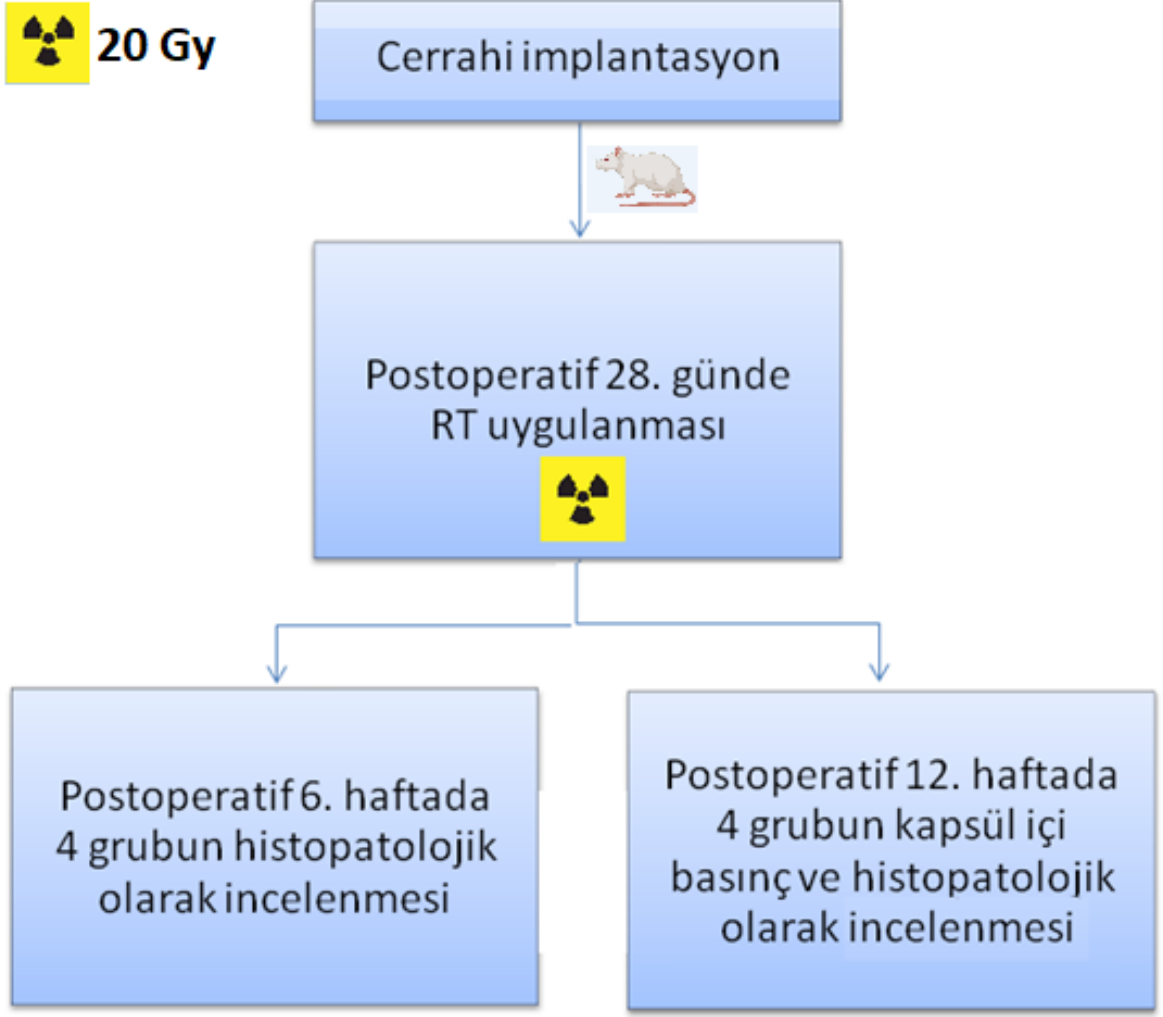 20 Gy
Cerrahi implantasyon
Postoperatif 28. günde
RT uygulanması
Postoperatif 6. haftada
4 grubun histopatolojik
olarak incelenmesi
Postoperatif 12. haftada
4 grubun kapsül içi
basınç ve histopatolojik
olarak incelenmesi